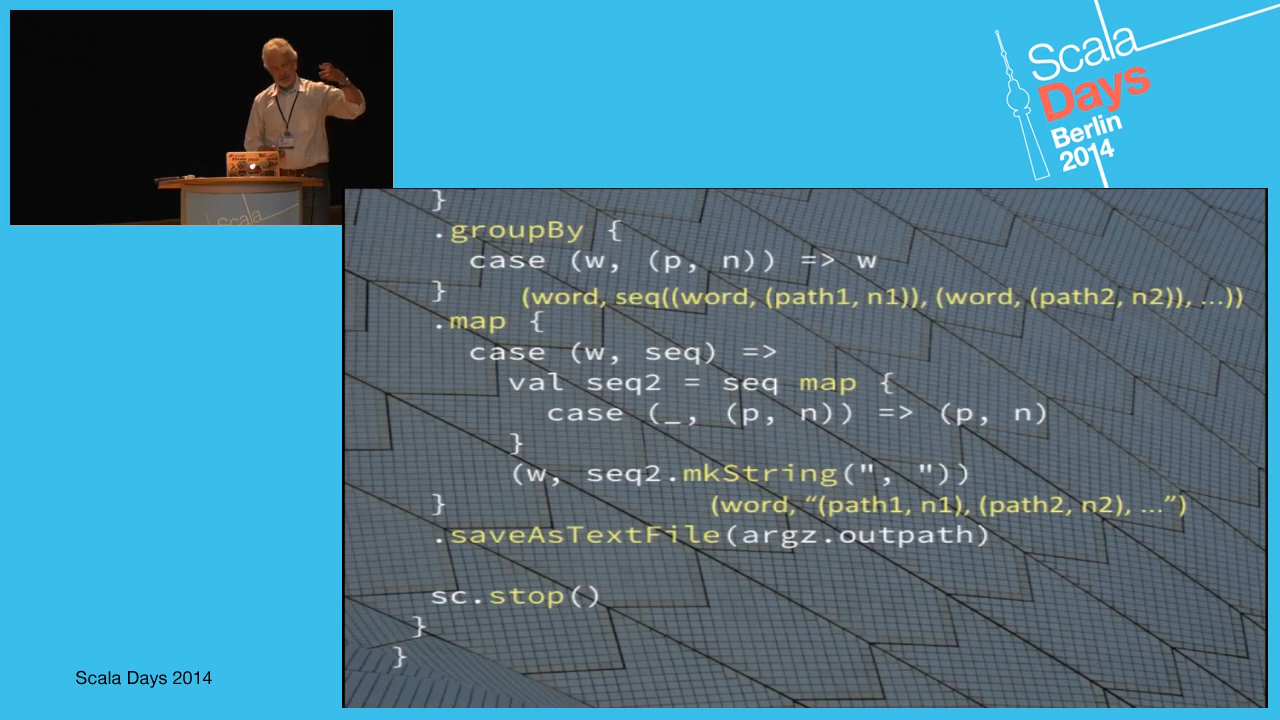 Scala
Days
Berlin
2014
Scala
}
.groupBy {
case (w, (p, n)) => w
} (word, seq((word, (path1, n1)), (word, (path2, n2)), ...))
.map {
case (w, seq) =>
val seq2 = seq map {
case (_, (p, n)) => (p, n)
}
(w, seq2.mkString(", "))
} (word, “(path1, n1), (path2, n2), ...”)
.saveAsTextFile(argz.outpath)
sc.stop()
}
}
Scala Days 2014